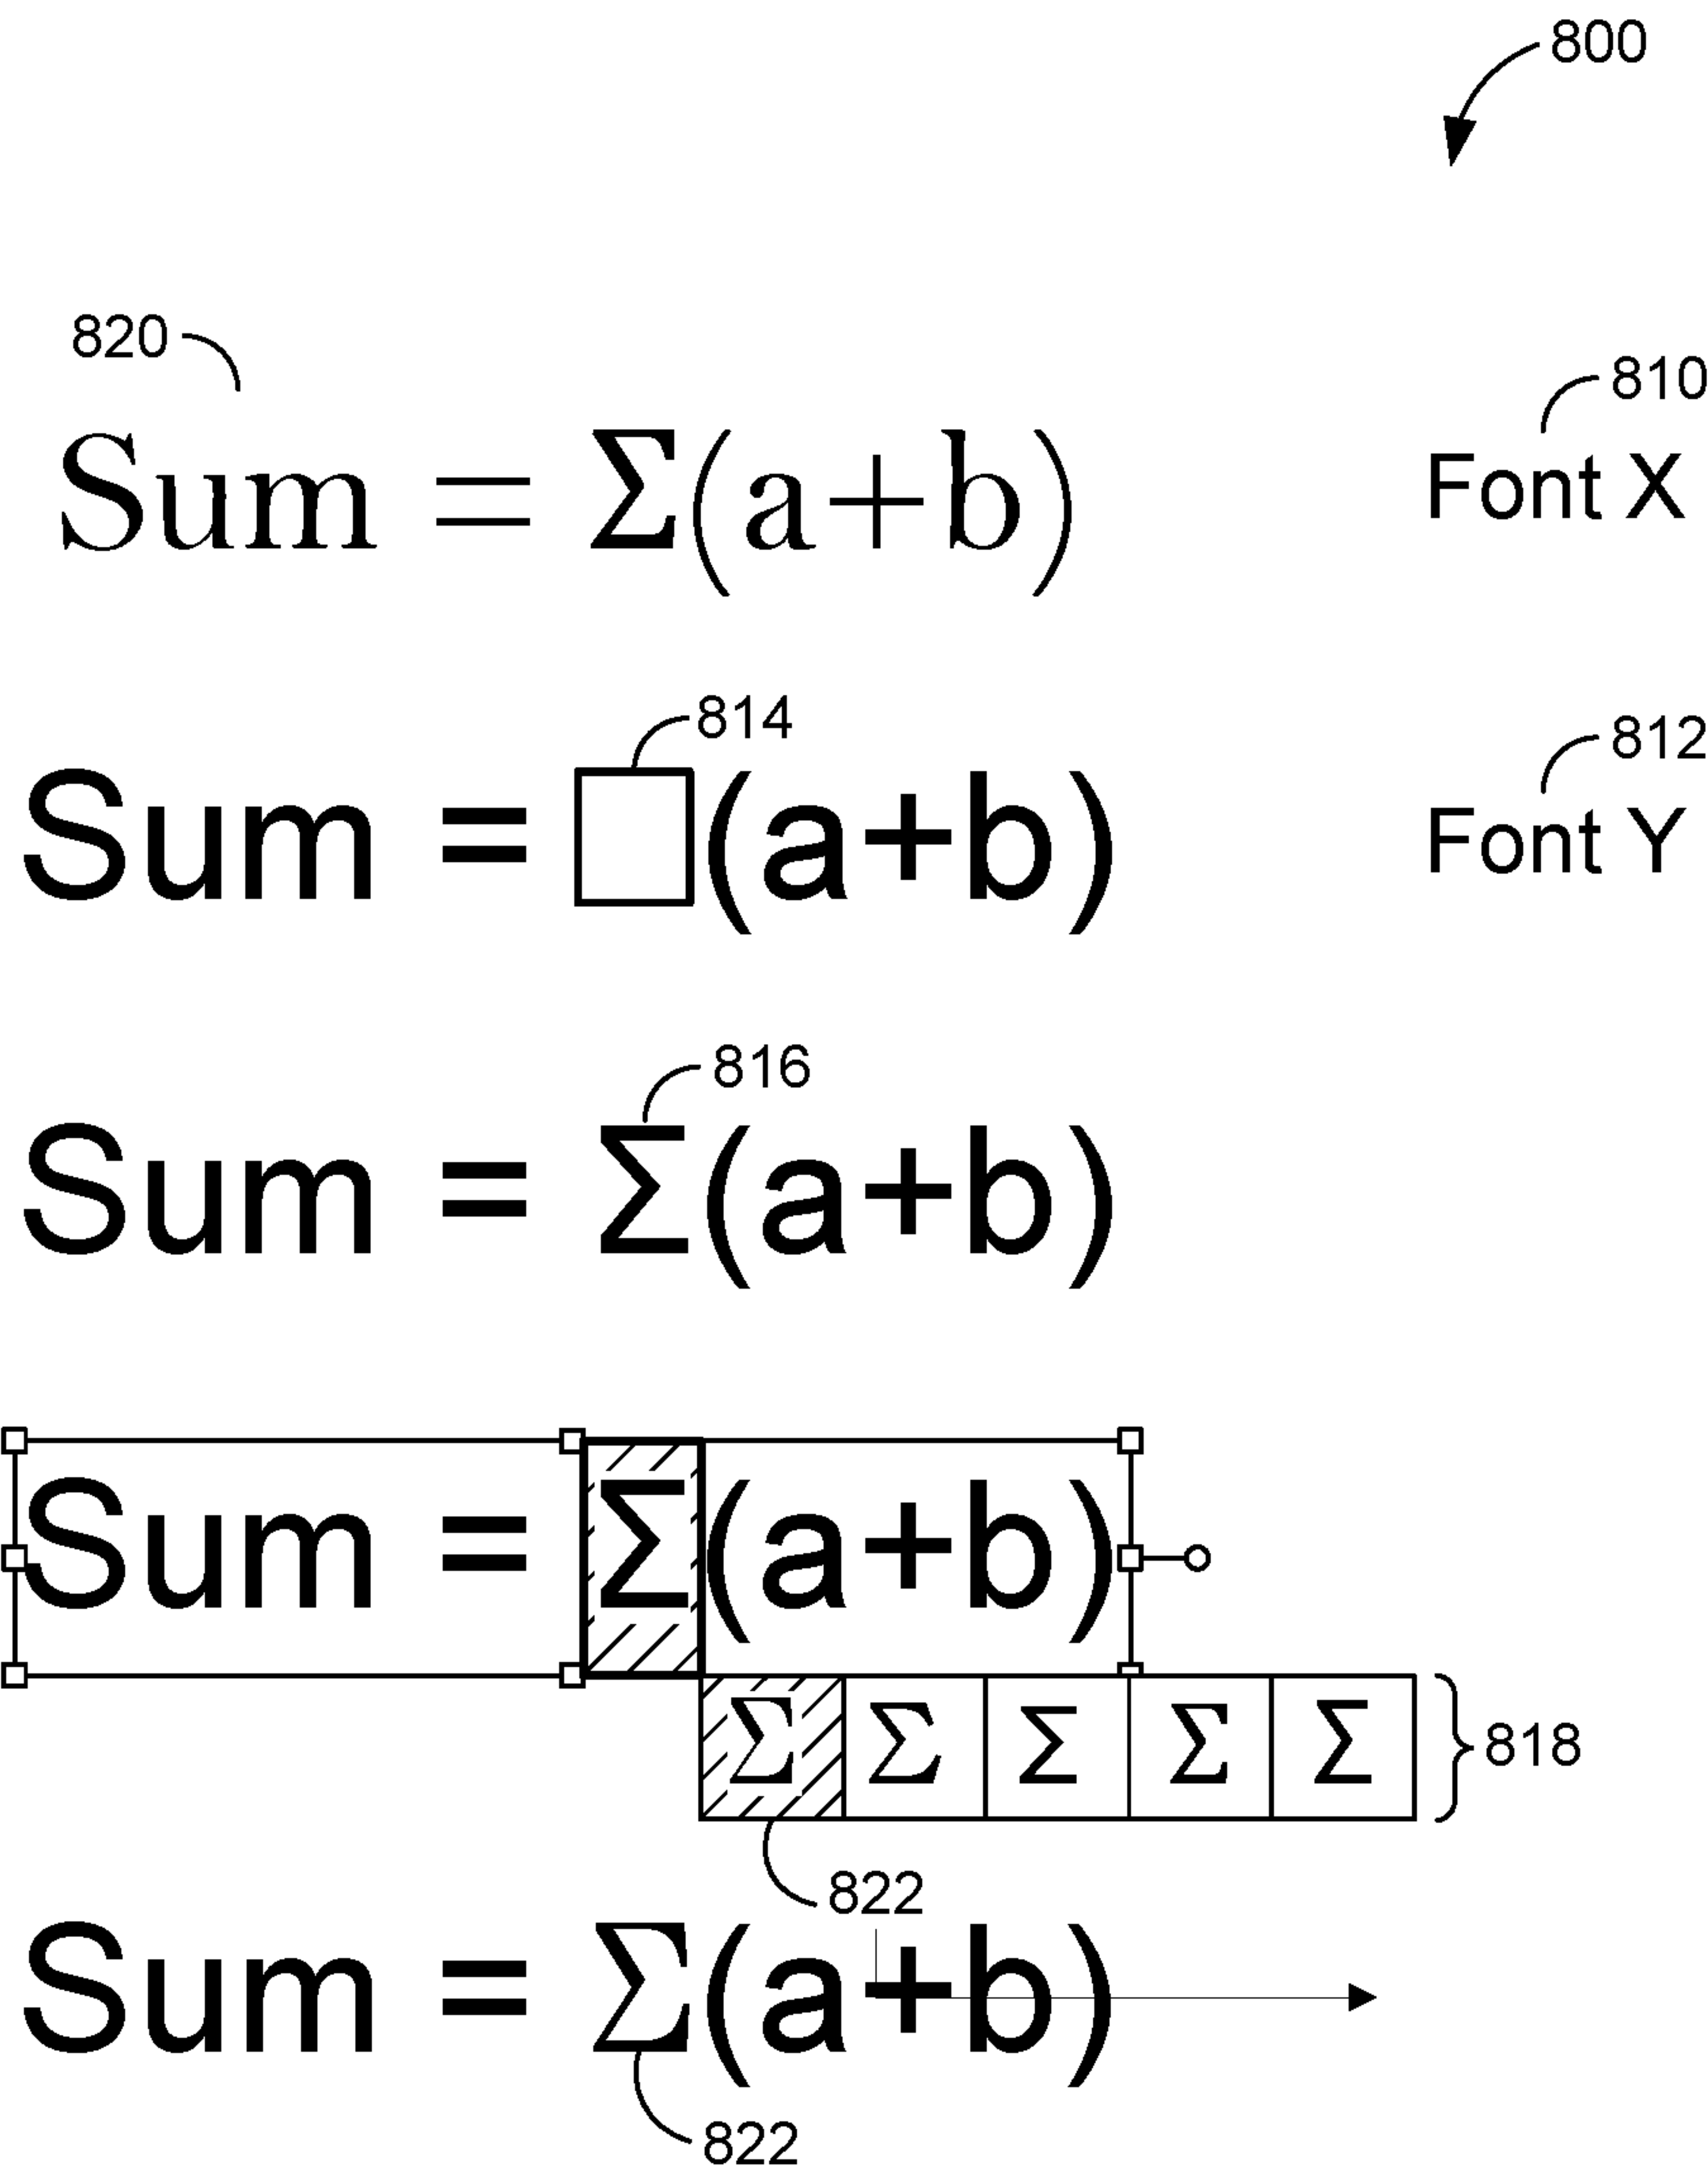 800
820
810
Sum = Σ(a+b)
Font X
814
812
Sum = □(a+b)
Font Y
816
Sum = Σ(a+b)
Sum = Σ(a+b)
Σ Σ Σ Σ Σ
818
822
Sum = Σ(a+b)
822